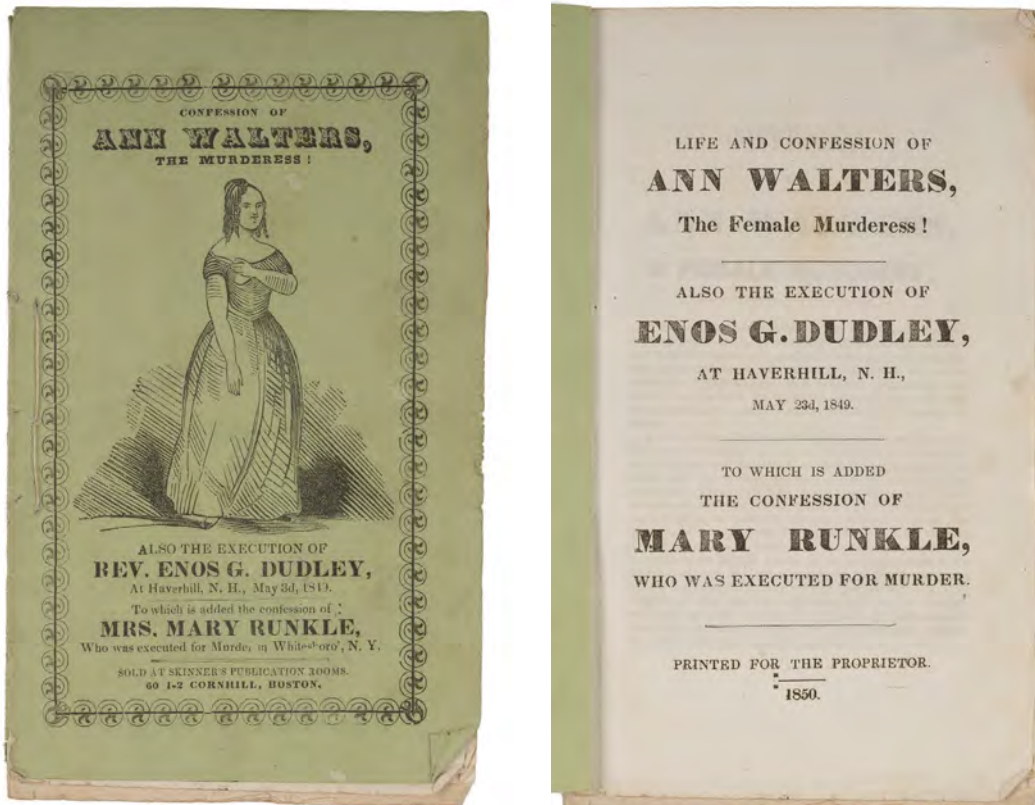 CONFESSION OF
ANN WALTERS,
THE MURDERESS!
ALSO THE EXECUTION OF
REV. ENOS G. DUDLEY,
At Haverhill, N. H., May 3d, 1849.
To which is added the confession of
MRS. MARY RUNKLE,
Who was executed for Murder in Whitesboro', N. Y.
SOLD AT SKINNER'S PUBLICATION ROOMS.
60 1-2 CORNHILL, BOSTON.
LIFE AND CONFESSION OF
ANN WALTERS,
The Female Murderess!
ALSO THE EXECUTION OF
ENOS G. DUDLEY,
AT HAVERHILL, N. H.,
MAY 23d, 1849.
TO WHICH IS ADDED
THE CONFESSION OF
MARY RUNKLE,
WHO WAS EXECUTED FOR MURDER.
PRINTED FOR THE PROPRIETOR.
1850.